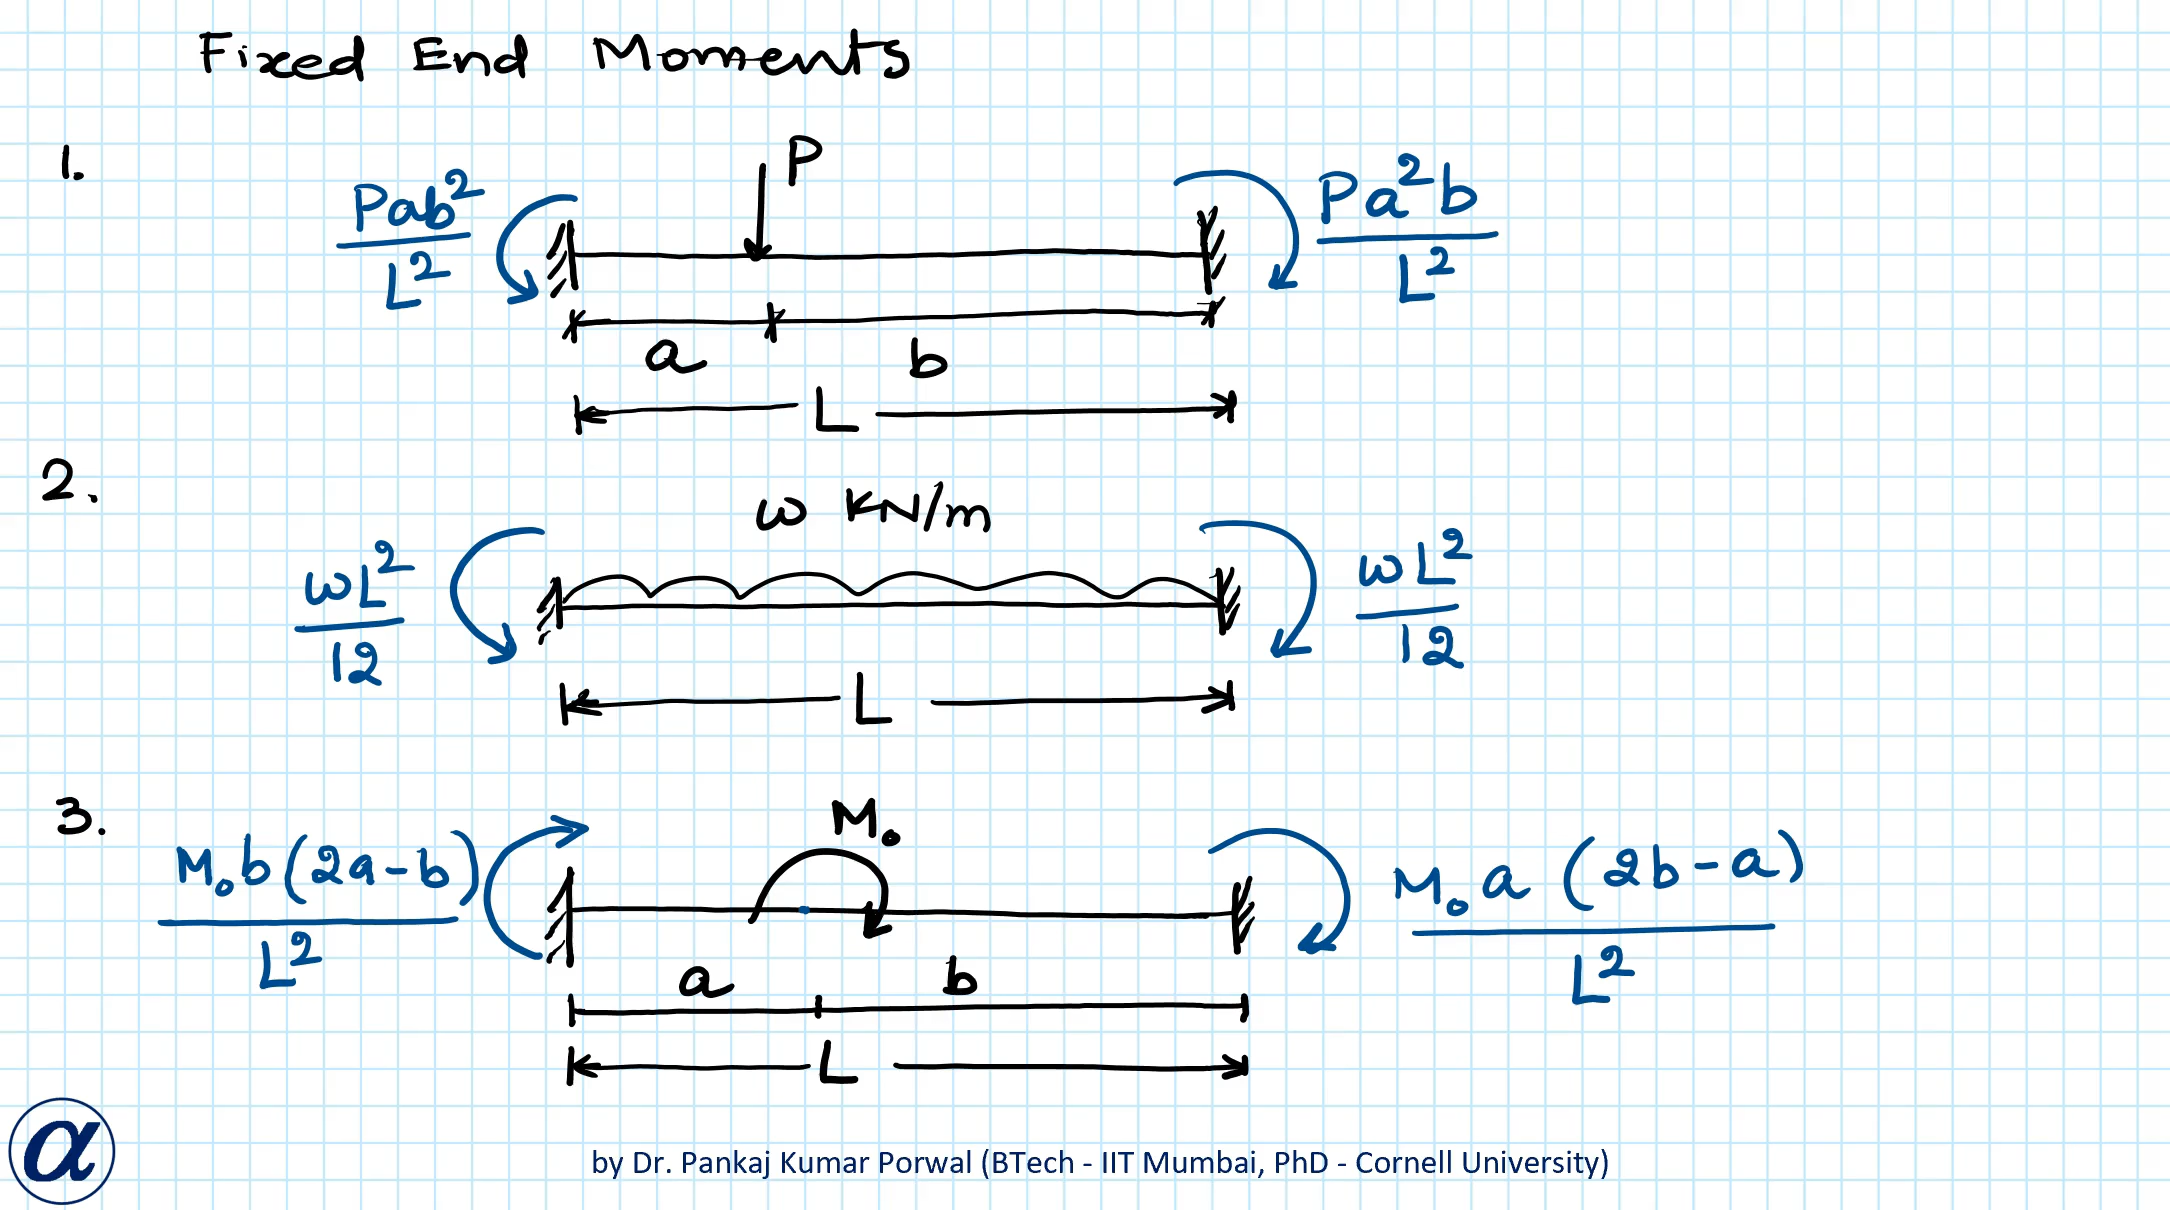 Fixed End Moments
1.
P
Pab²/L²
Pa²b/L²
a b
L
2.
ω KN/m
ωL²/12
ωL²/12
L
3.
M₀
M₀b(2a-b)/L²
M₀a(2b-a)/L²
a b
L
α
by Dr. Pankaj Kumar Porwal (BTech - IIT Mumbai, PhD - Cornell University)